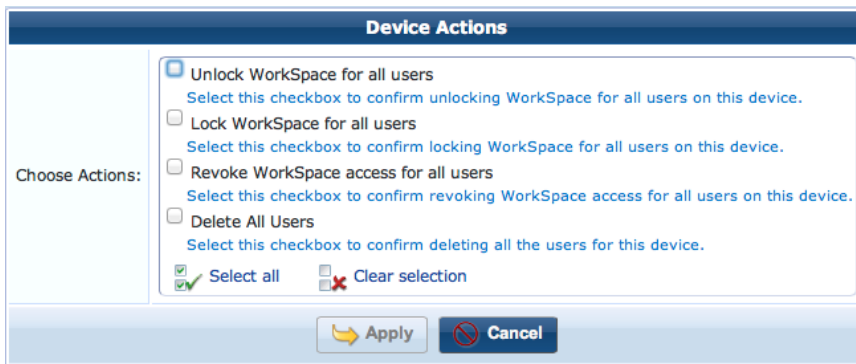 Device Actions
Choose Actions:
Unlock WorkSpace for all users
Select this checkbox to confirm unlocking WorkSpace for all users on this device.
Lock WorkSpace for all users
Select this checkbox to confirm locking WorkSpace for all users on this device.
Revoke WorkSpace access for all users
Select this checkbox to confirm revoking WorkSpace access for all users on this device.
Delete All Users
Select this checkbox to confirm deleting all the users for this device.
Select all Clear selection
Apply Cancel